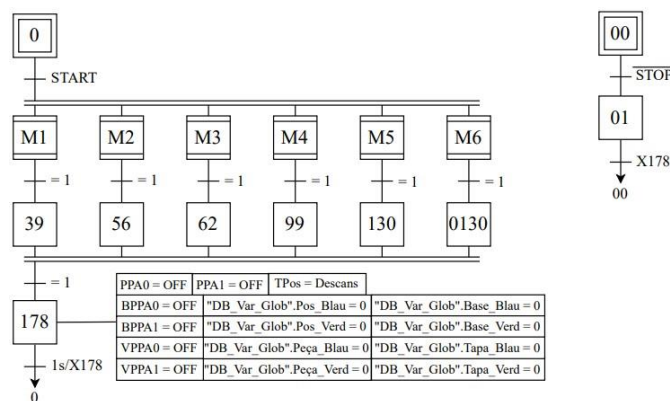 0
START
M1 M2 M3 M4 M5 M6
= 1 = 1 = 1 = 1 = 1 = 1
39 56 62 99 130 0130
= 1
178
PPA0 = OFF PPA1 = OFF TPos = Descans
BPPA0 = OFF "DB_Var_Glob".Pos_Blau = 0 "DB_Var_Glob".Base_Blau = 0
BPPA1 = OFF "DB_Var_Glob".Pos_Verd = 0 "DB_Var_Glob".Base_Verd = 0
VPPA0 = OFF "DB_Var_Glob".Peça_Blau = 0 "DB_Var_Glob".Tapa_Blau = 0
VPPA1 = OFF "DB_Var_Glob".Peça_Verd = 0 "DB_Var_Glob".Tapa_Verd = 0
1s/X178
0
00
STOP
01
X178
00